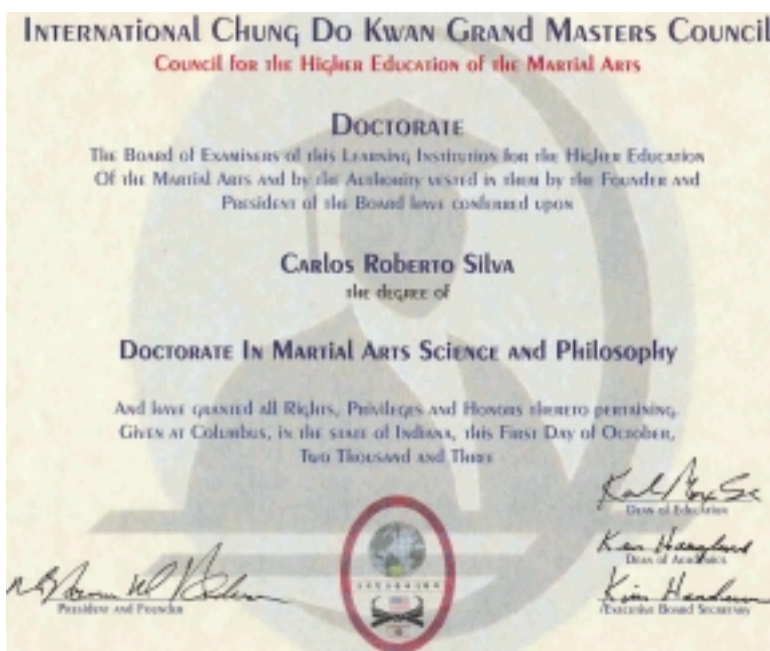 International Chung Do Kwan Grand Masters Council
Council for the Higher Education of the Martial Arts
Doctorate
The Board of Examiners of this Learning Institution for the Higher Education
Of the Martial Arts and by the Authority vested in them by the Founder and
President of the Board have conferred upon
Carlos Roberto Silva
the degree of
Doctorate In Martial Arts Science and Philosophy
And have granted all Rights, Privileges and Honors thereto pertaining.
Given at Columbus, in the state of Indiana, this First Day of October,
Two Thousand and Three
Dean of Education
Dean of Academics
President and Founder
Executive Board Secretary